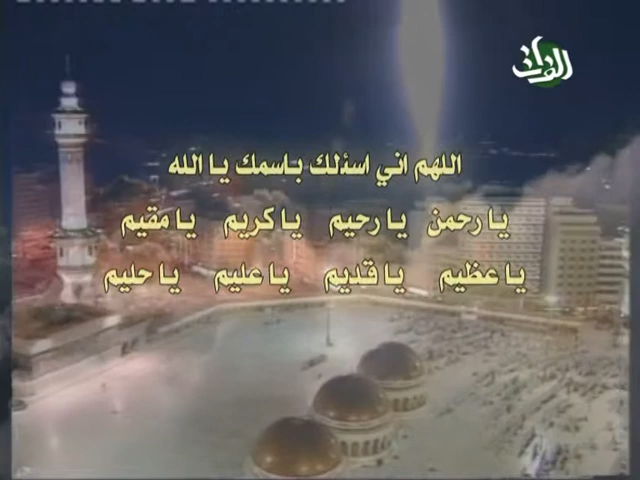 الفرات
اللهم اني اسئلك باسمك يا الله
يا رحمن يا رحيم يا كريم يا مقيم
يا عظيم يا قديم يا عليم يا حليم